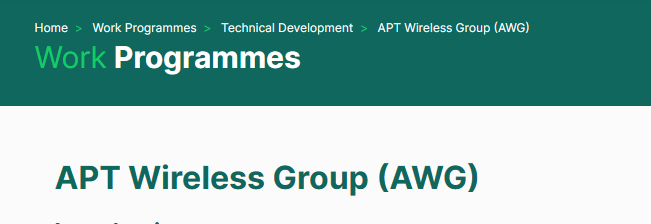 Home > Work Programmes > Technical Development > APT Wireless Group (AWG)
Work Programmes
APT Wireless Group (AWG)